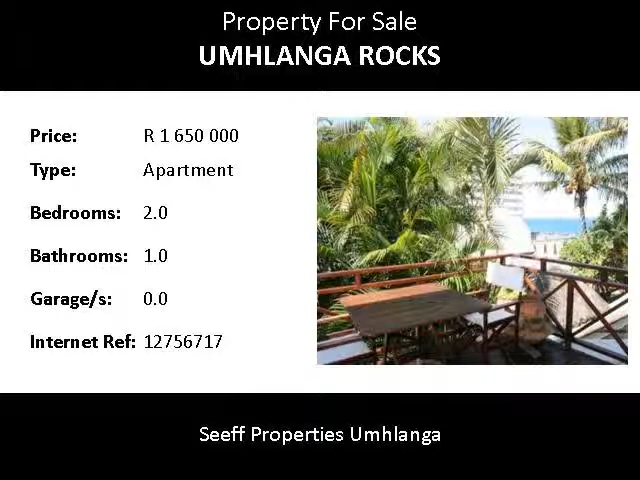 Property For Sale
UMHLANGA ROCKS
Price: R 1 650 000
Type: Apartment
Bedrooms: 2.0
Bathrooms: 1.0
Garage/s: 0.0
Internet Ref: 12756717
Seeff Properties Umhlanga